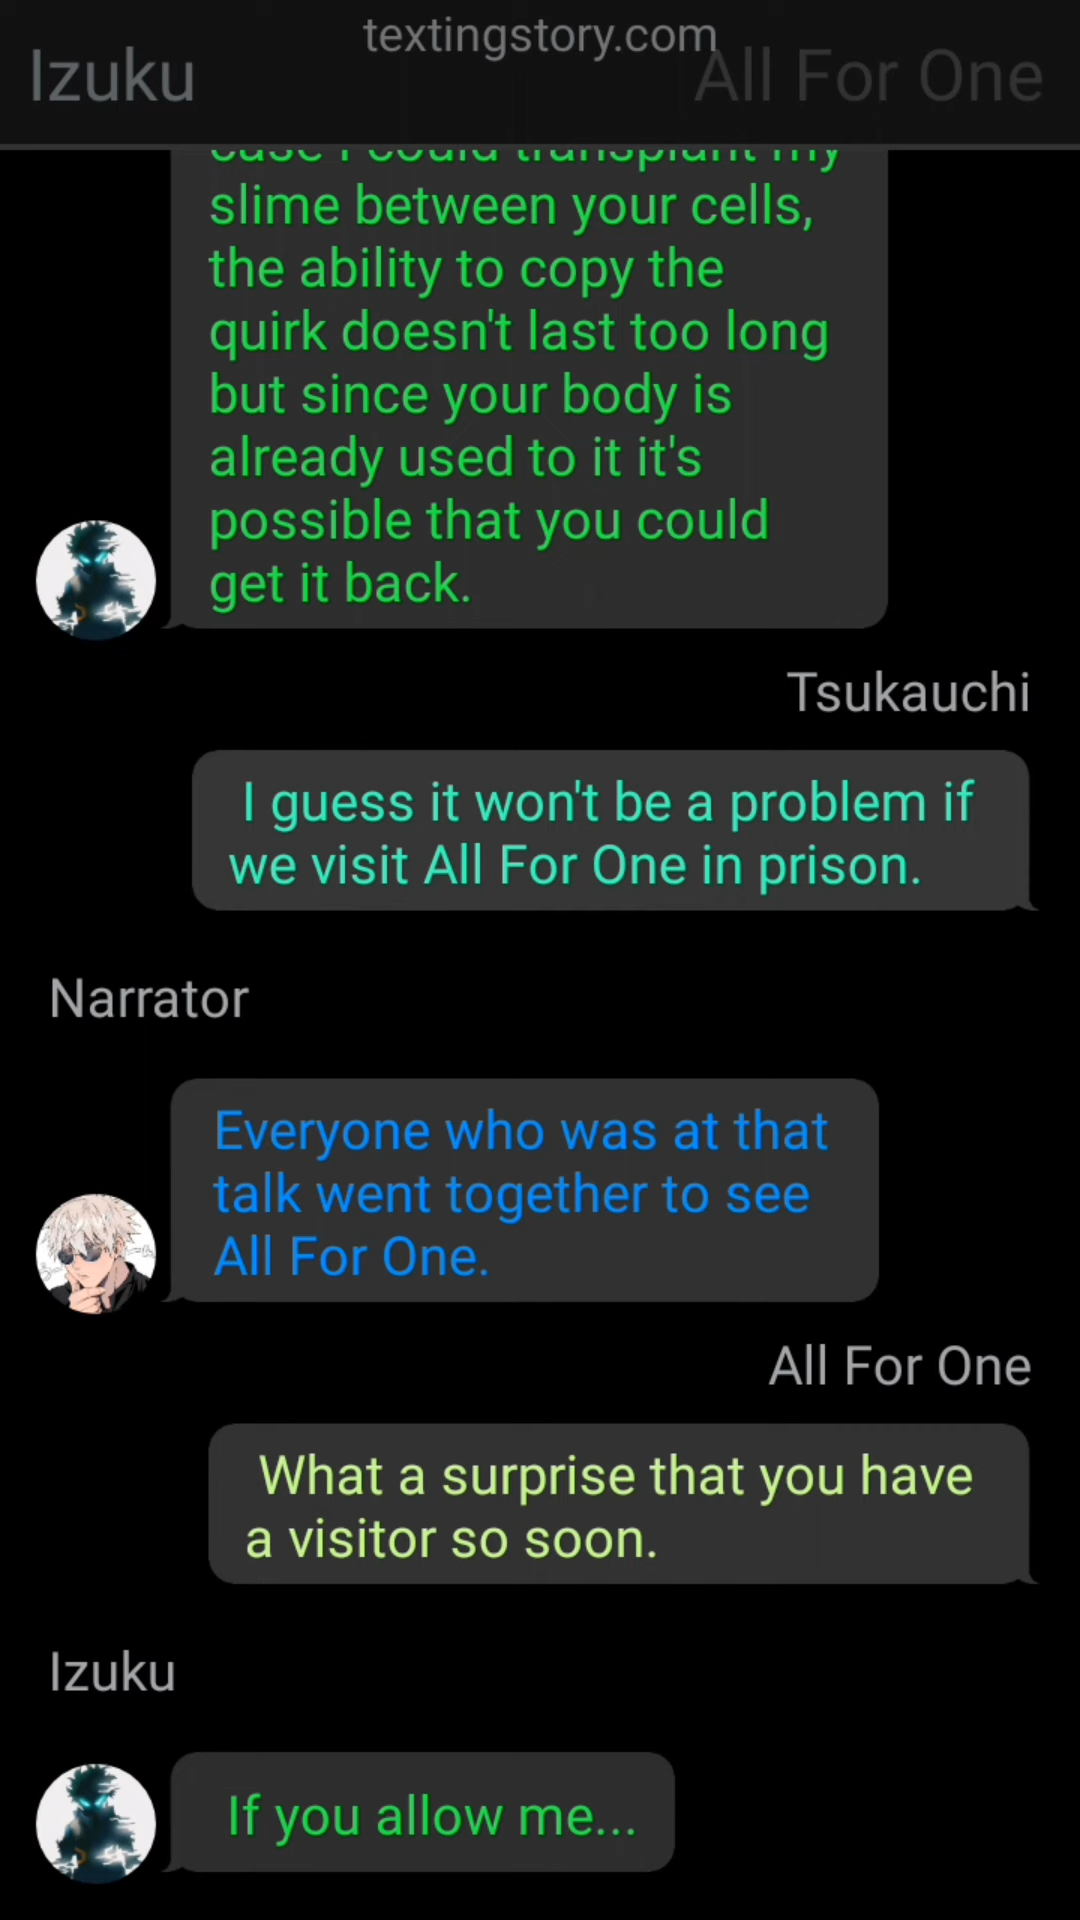 textingstory.com
Izuku
All For One
case I could transplant my
slime between your cells,
the ability to copy the
quirk doesn't last too long
but since your body is
already used to it it's
possible that you could
get it back.
Tsukauchi
I guess it won't be a problem if
we visit All For One in prison.
Narrator
Everyone who was at that
talk went together to see
All For One.
All For One
What a surprise that you have
a visitor so soon.
Izuku
If you allow me...